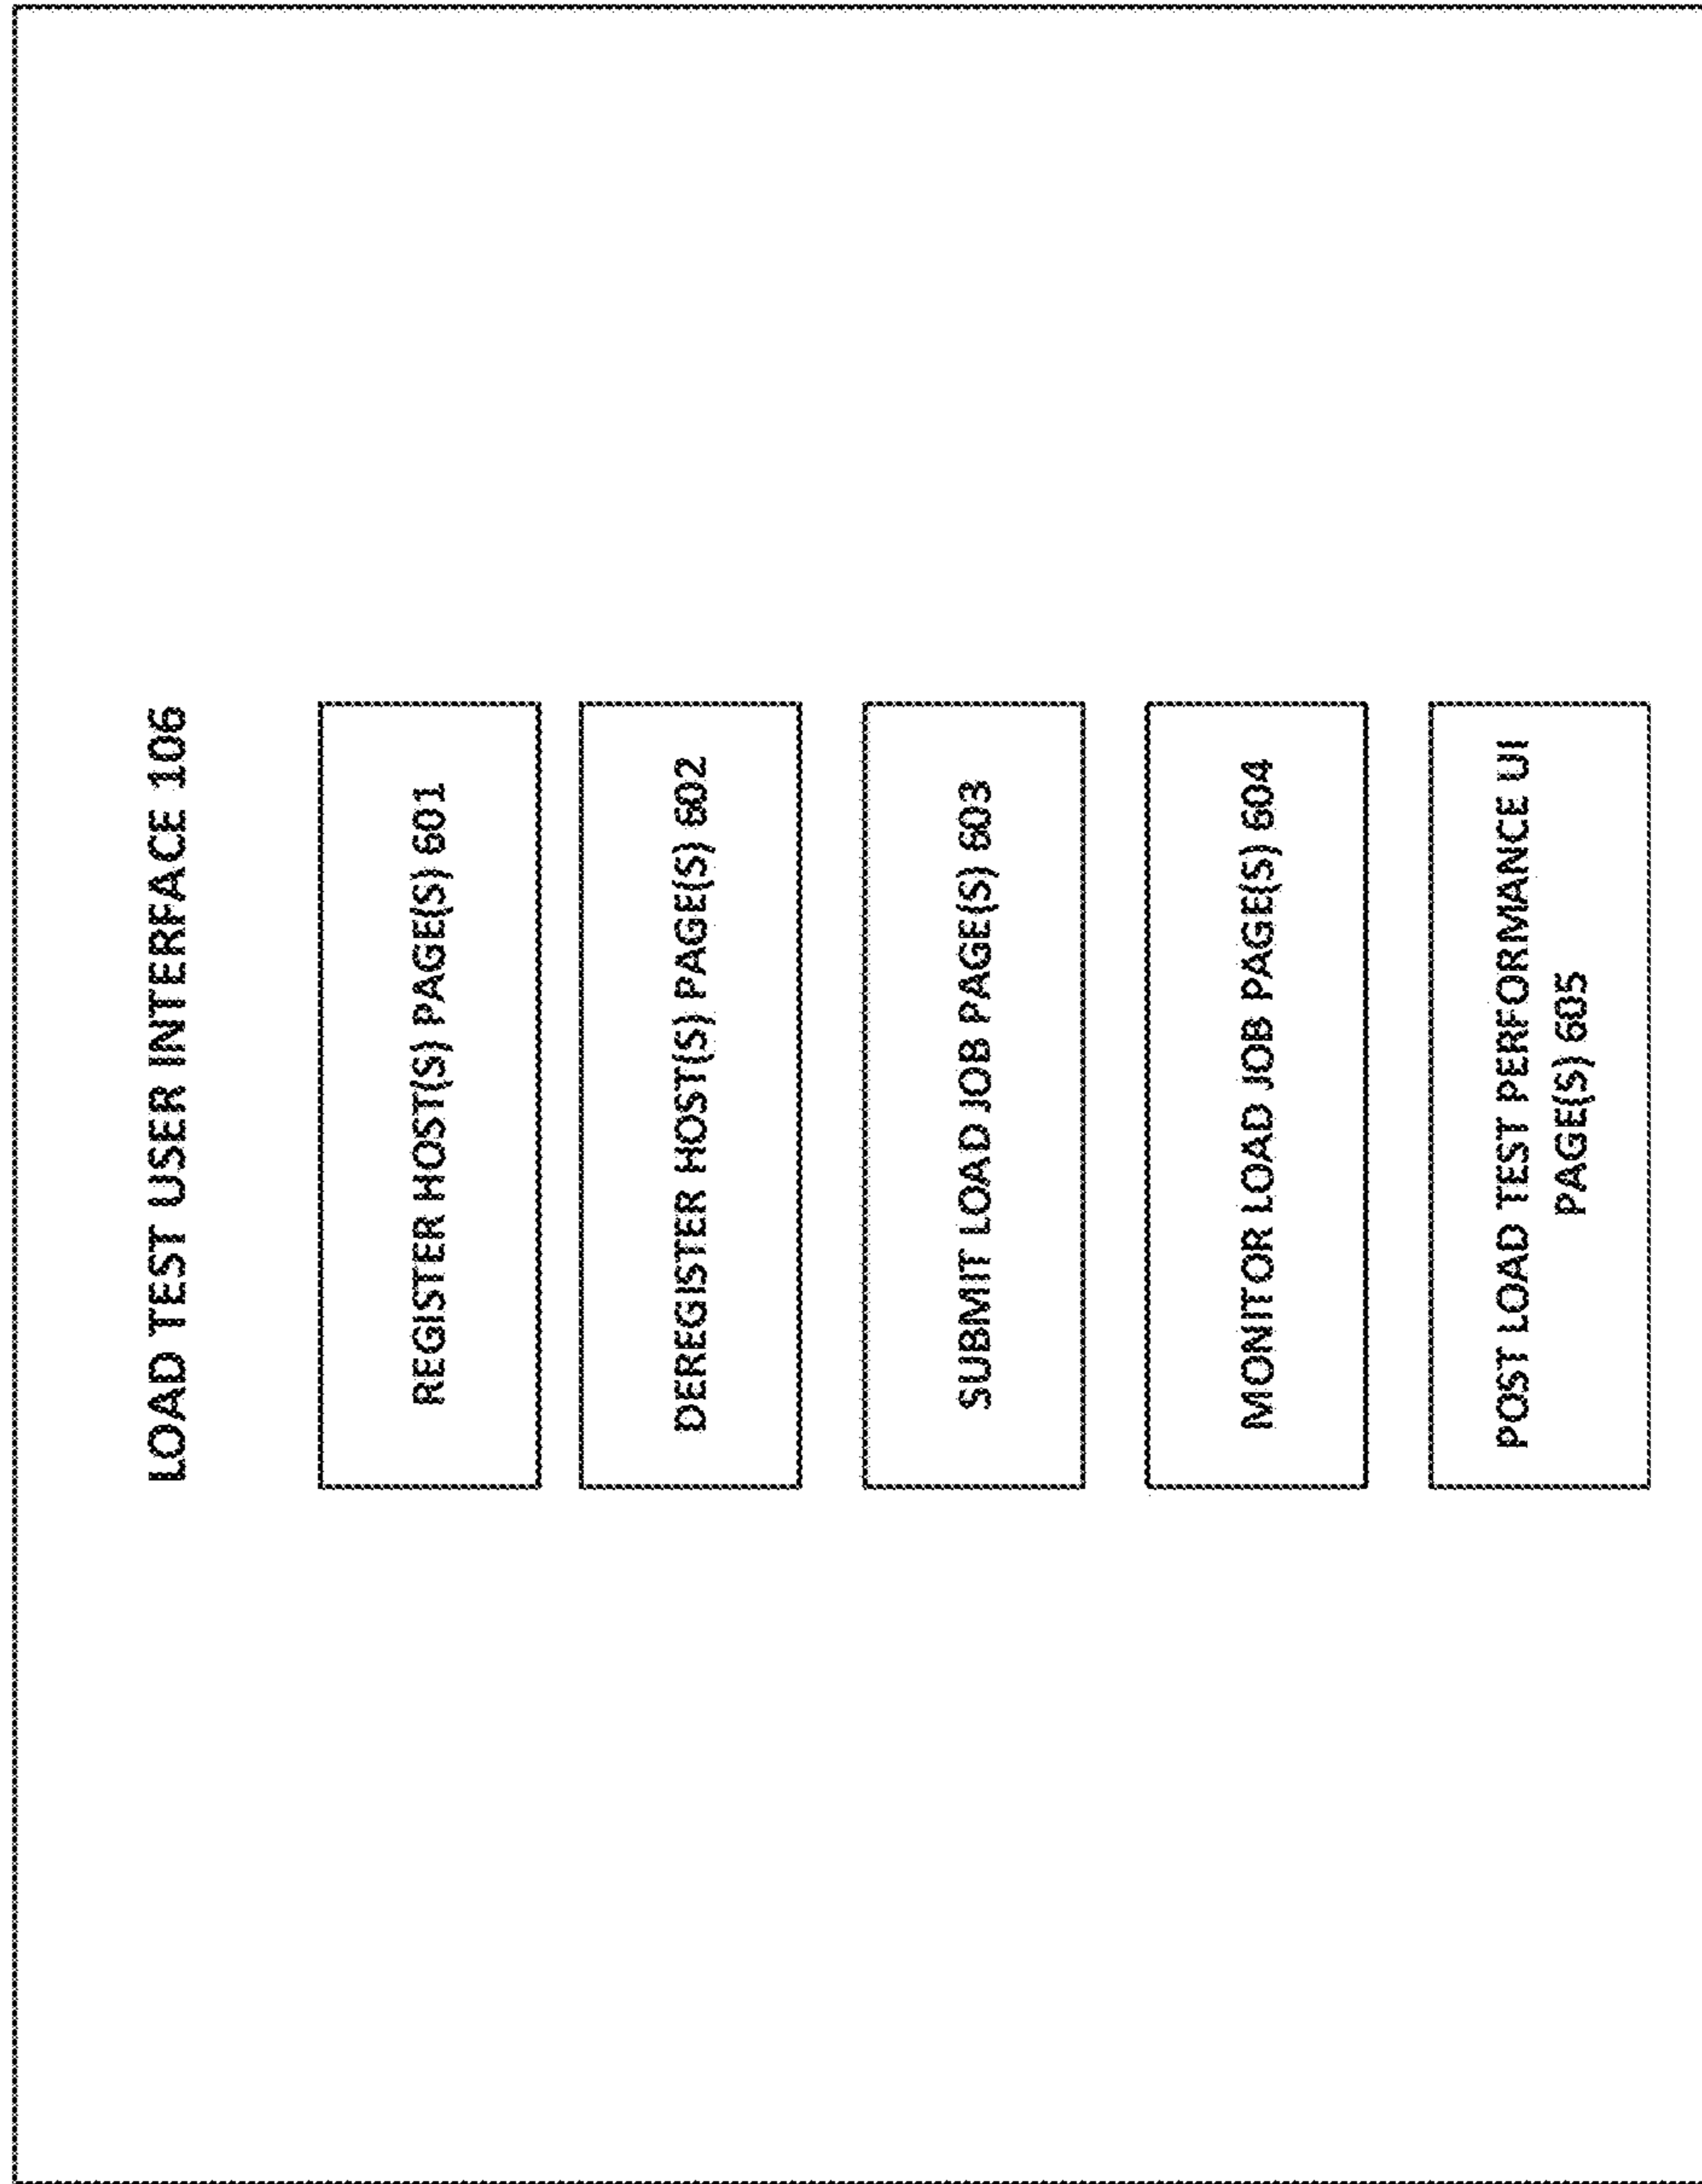 LOAD TEST USER INTERFACE 106
REGISTER HOST(S) PAGE(S) 601
DEREGISTER HOST(S) PAGE(S) 602
SUBMIT LOAD JOB PAGE(S) 603
MONITOR LOAD JOB PAGE(S) 604
POST LOAD TEST PERFORMANCE UI
PAGE(S) 605